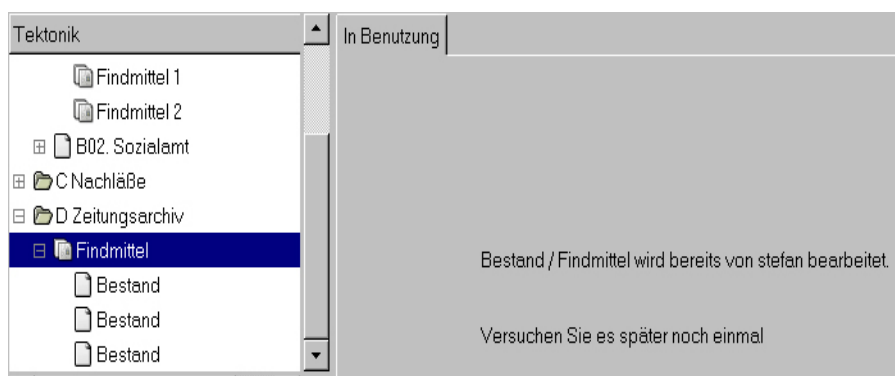 Tektonik
Findmittel 1
Findmittel 2
B02. Sozialamt
C Nachläße
D Zeitungsarchiv
Findmittel
Bestand
Bestand
Bestand
In Benutzung
Bestand / Findmittel wird bereits von stefan bearbeitet.
Versuchen Sie es später noch einmal